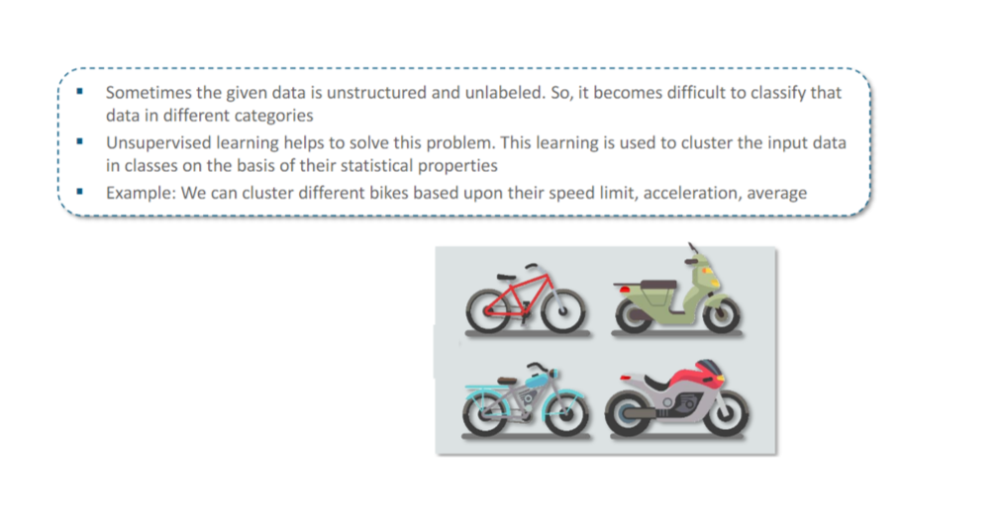 ▪ Sometimes the given data is unstructured and unlabeled. So, it becomes difficult to classify that
data in different categories
▪ Unsupervised learning helps to solve this problem. This learning is used to cluster the input data
in classes on the basis of their statistical properties
▪ Example: We can cluster different bikes based upon their speed limit, acceleration, average